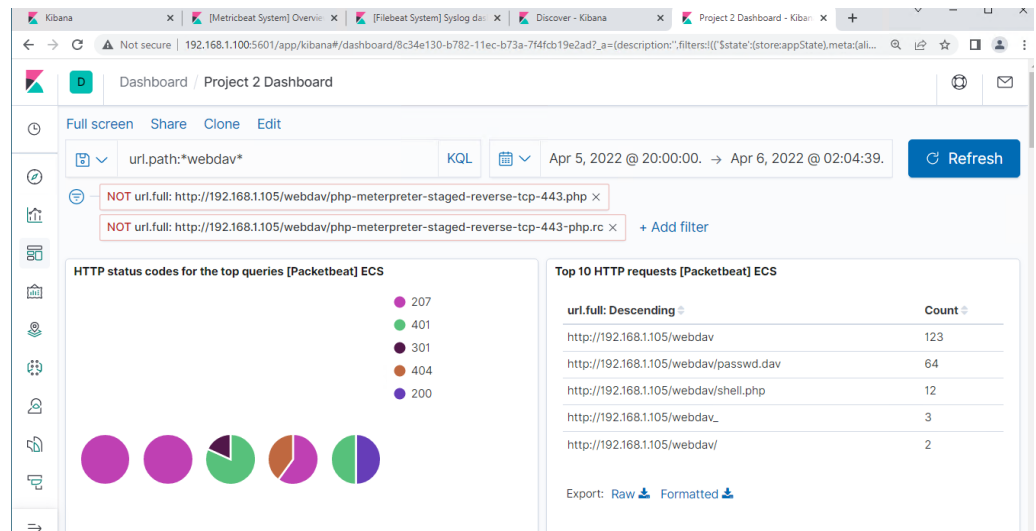 Kibana
[Metricbeat System] Overvie
[Filebeat System] Syslog das
Discover - Kibana
Project 2 Dashboard - Kiban
Not secure | 192.168.1.100:5601/app/kibana#/dashboard/8c34e130-b782-11ec-b73a-7f4fcb19e2ad?_a=(description:'',filters:!(('$state':(store:appState),meta:(ali...
D
Dashboard / Project 2 Dashboard
Full screen Share Clone Edit
url.path:*webdav*
KQL
Apr 5, 2022 @ 20:00:00. → Apr 6, 2022 @ 02:04:39.
Refresh
NOT url.full: http://192.168.1.105/webdav/php-meterpreter-staged-reverse-tcp-443.php ×
NOT url.full: http://192.168.1.105/webdav/php-meterpreter-staged-reverse-tcp-443-php.rc ×
+ Add filter
HTTP status codes for the top queries [Packetbeat] ECS
207
401
301
404
200
Top 10 HTTP requests [Packetbeat] ECS
url.full: Descending Count
http://192.168.1.105/webdav 123
http://192.168.1.105/webdav/passwd.dav 64
http://192.168.1.105/webdav/shell.php 12
http://192.168.1.105/webdav_ 3
http://192.168.1.105/webdav/ 2
Export: Raw Formatted